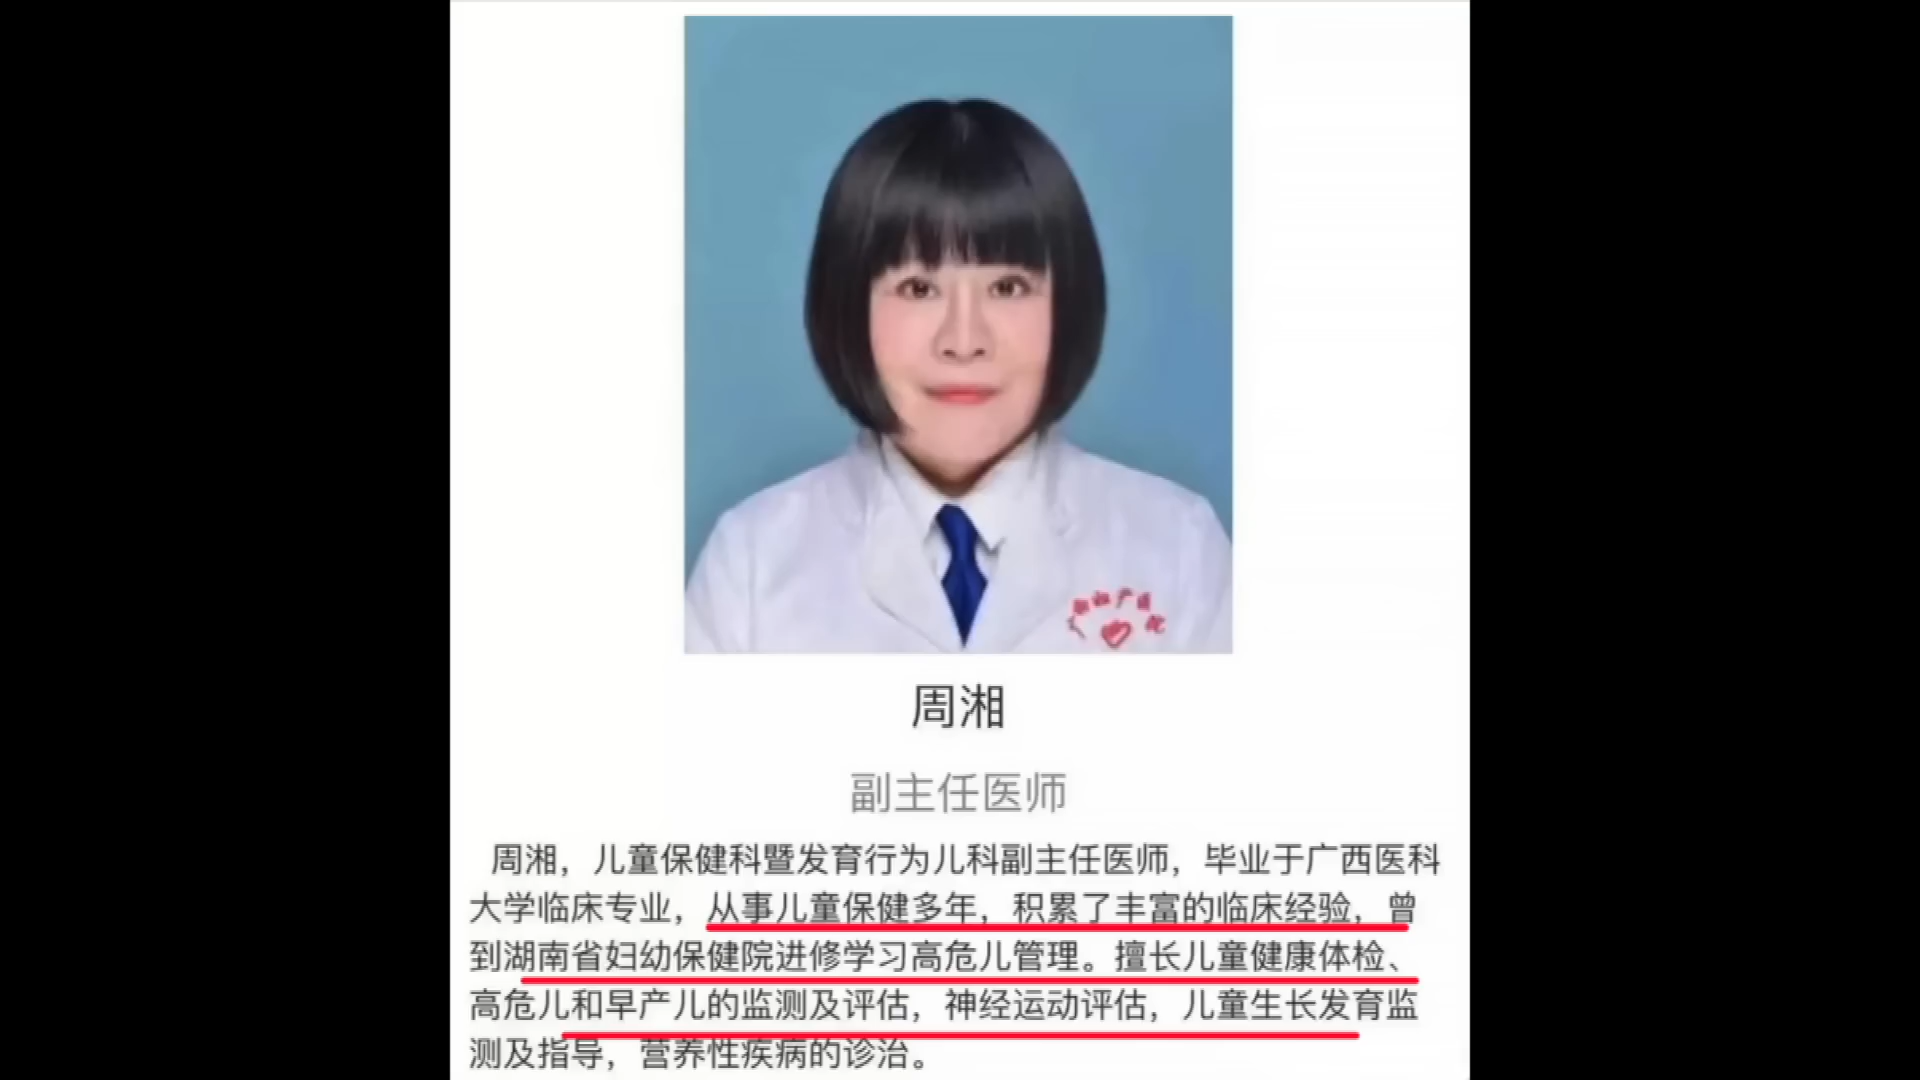 周湘
副主任医师
周湘，儿童保健科暨发育行为儿科副主任医师，毕业于广西医科
大学临床专业，从事儿童保健多年，积累了丰富的临床经验，曾
到湖南省妇幼保健院进修学习高危儿管理。擅长儿童健康体检、
高危儿和早产儿的监测及评估，神经运动评估，儿童生长发育监
测及指导，营养性疾病的诊治。